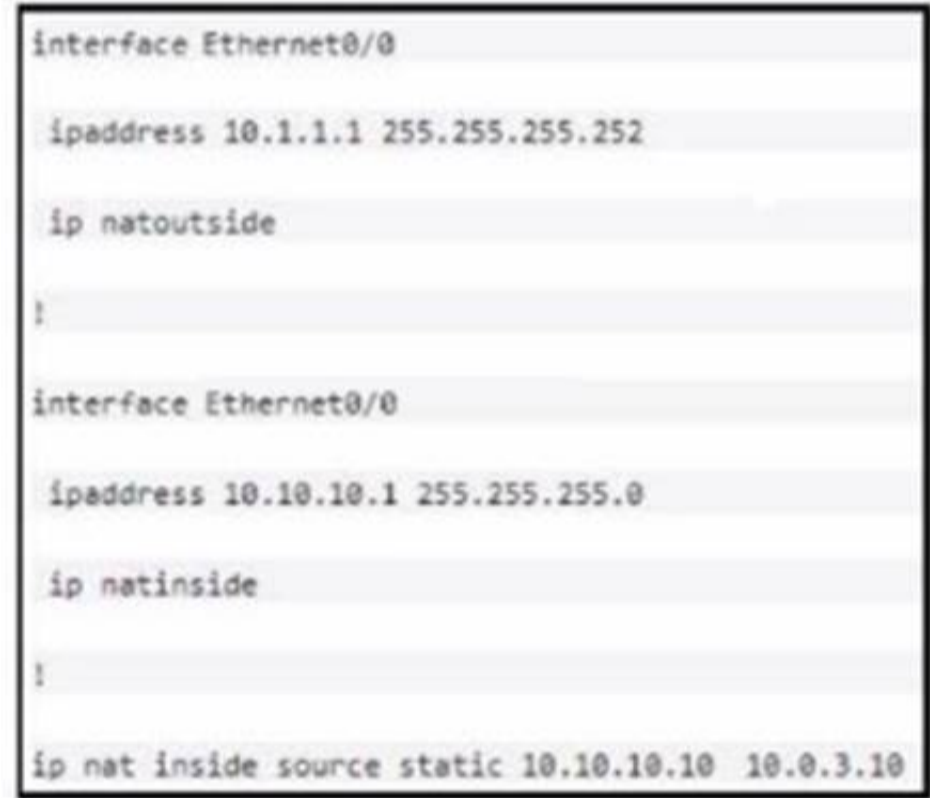 interface Ethernet0/0
ipaddress 10.1.1.1 255.255.255.252
ip natoutside
!
interface Ethernet0/0
ipaddress 10.10.10.1 255.255.255.0
ip natinside
!
ip nat inside source static 10.10.10.10 10.0.3.10